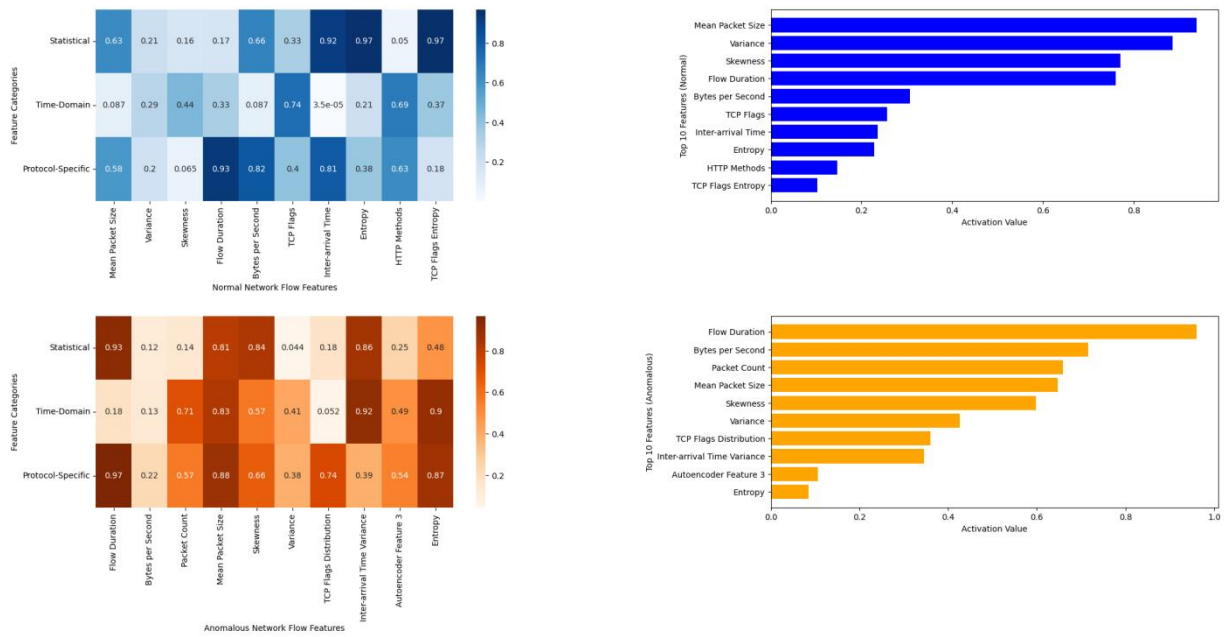 Feature Categories
Statistical 0.63 0.21 0.16 0.17 0.66 0.33 0.92 0.97 0.05 0.97
Time-Domain 0.087 0.29 0.44 0.33 0.087 0.74 3.5e-05 0.21 0.69 0.37
Protocol-Specific 0.58 0.2 0.065 0.93 0.82 0.4 0.81 0.38 0.63 0.18
Mean Packet Size
Variance
Skewness
Flow Duration
Bytes per Second
TCP Flags
Inter-arrival Time
Entropy
HTTP Methods
TCP Flags Entropy
Normal Network Flow Features
0.8
0.6
0.4
0.2
Top 10 Features (Normal)
Mean Packet Size
Variance
Skewness
Flow Duration
Bytes per Second
TCP Flags
Inter-arrival Time
Entropy
HTTP Methods
TCP Flags Entropy
0.0 0.2 0.4 0.6 0.8
Activation Value
Feature Categories
Statistical 0.93 0.12 0.14 0.81 0.84 0.044 0.18 0.86 0.25 0.48
Time-Domain 0.18 0.13 0.71 0.83 0.57 0.41 0.052 0.92 0.49 0.9
Protocol-Specific 0.97 0.22 0.57 0.88 0.66 0.38 0.74 0.39 0.54 0.87
Flow Duration
Bytes per Second
Packet Count
Mean Packet Size
Skewness
Variance
TCP Flags Distribution
Inter-arrival Time Variance
Autoencoder Feature 3
Entropy
Anomalous Network Flow Features
0.8
0.6
0.4
0.2
Top 10 Features (Anomalous)
Flow Duration
Bytes per Second
Packet Count
Mean Packet Size
Skewness
Variance
TCP Flags Distribution
Inter-arrival Time Variance
Autoencoder Feature 3
Entropy
0.0 0.2 0.4 0.6 0.8 1.0
Activation Value